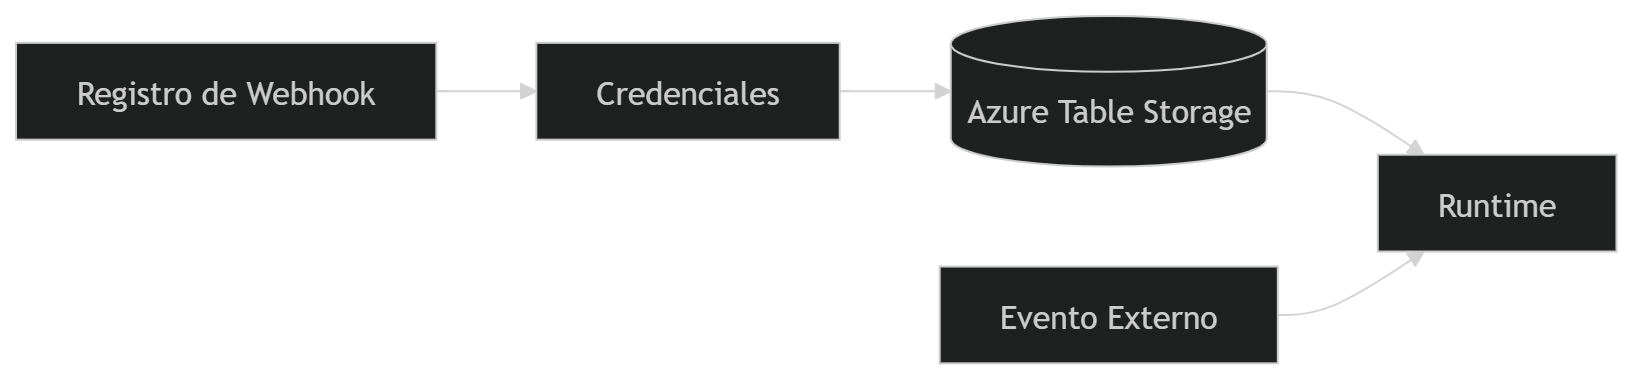 Registro de Webhook
Credenciales
Azure Table Storage
Runtime
Evento Externo